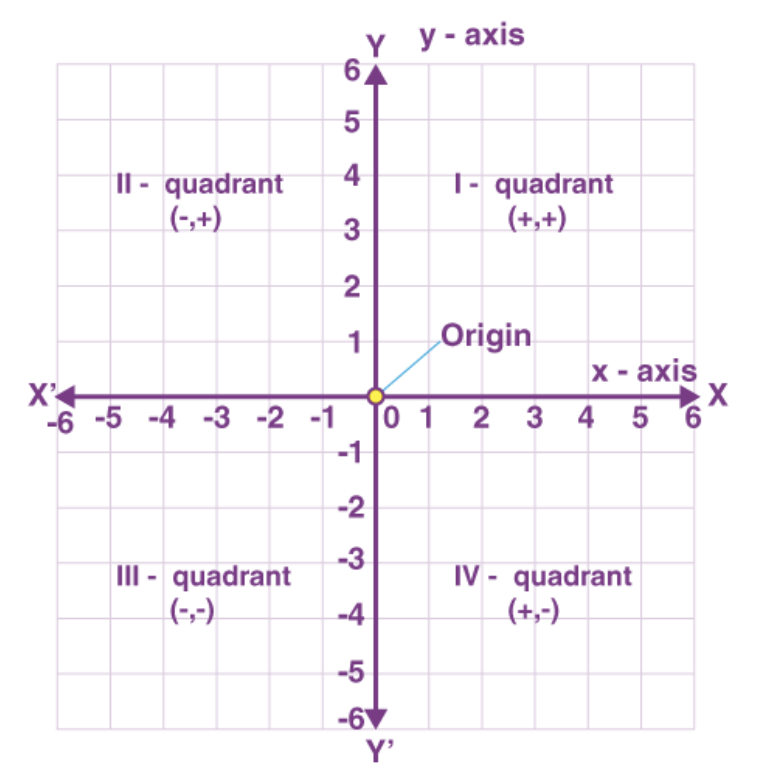 Y y - axis
6
5
4
II - quadrant
(-,+)
I - quadrant
(+,+)
3
2
1
Origin
x - axis
X’ X
-6 -5 -4 -3 -2 -1 0 1 2 3 4 5 6
-1
-2
-3
III - quadrant
(-,-)
IV - quadrant
(+,-)
-4
-5
-6
Y’